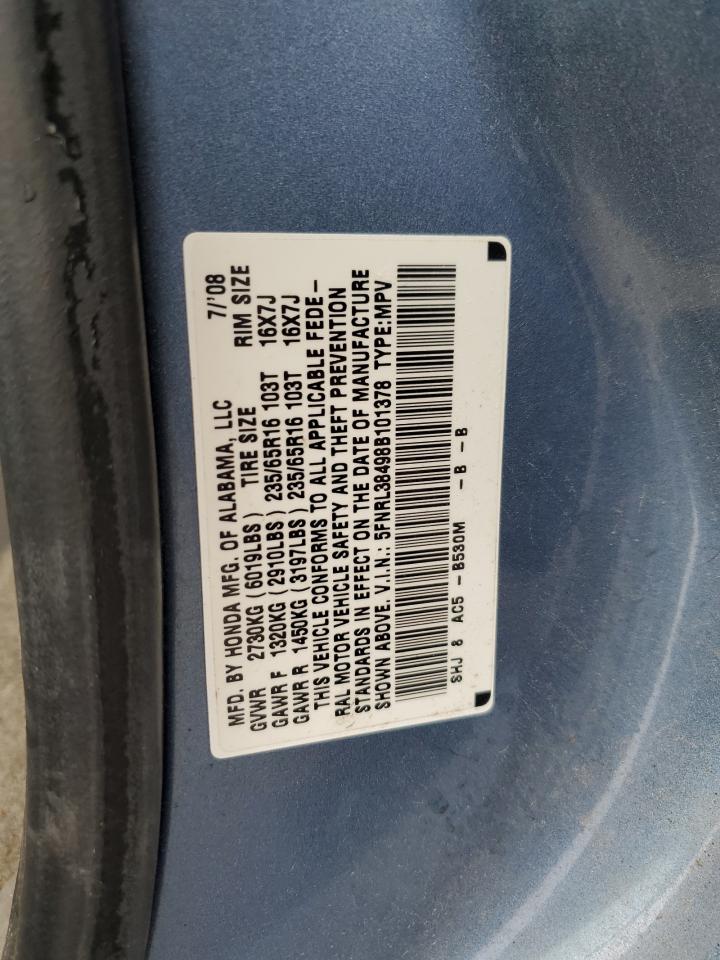 MFD. BY HONDA MFG. OF ALABAMA, LLC 7/'08
GVWR 2730KG (6019LBS) TIRE SIZE RIM SIZE
GAWR F 1320KG (2910LBS) 235/65R16 103T 16X7J
GAWR R 1450KG (3197LBS) 235/65R16 103T 16X7J
THIS VEHICLE CONFORMS TO ALL APPLICABLE FEDE-
RAL MOTOR VEHICLE SAFETY AND THEFT PREVENTION
STANDARDS IN EFFECT ON THE DATE OF MANUFACTURE
SHOWN ABOVE. V.I.N.: 5FNRL38498B101378 TYPE:MPV
SHJ 8 AC5 -B530M -B -B